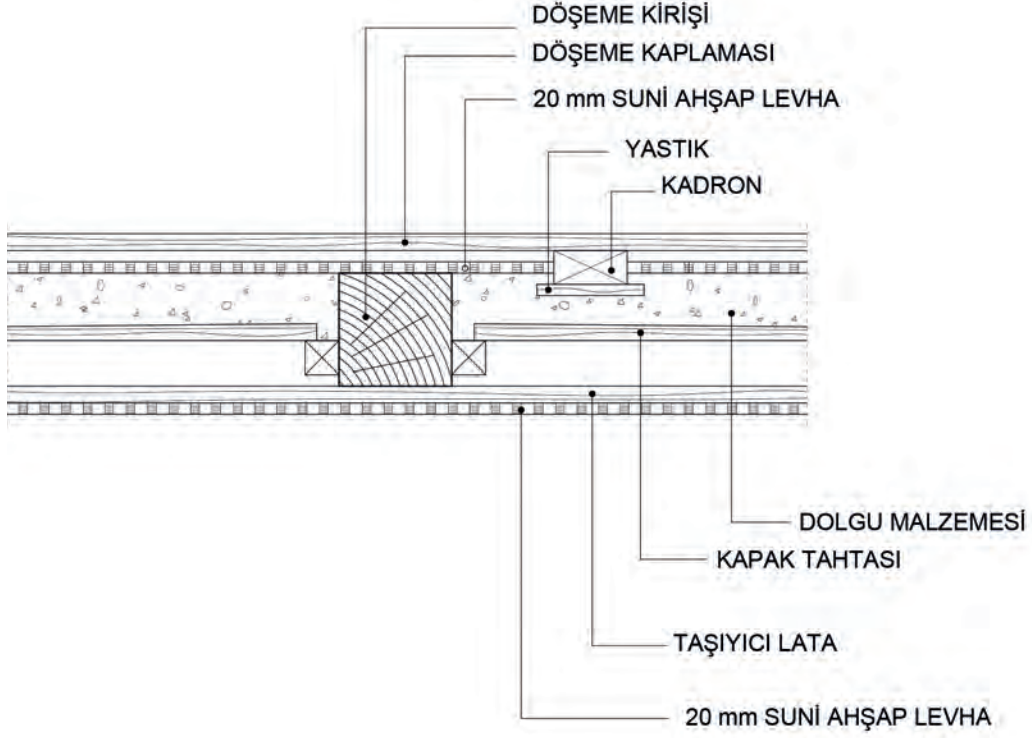 DÖŞEME KİRİŞİ
DÖŞEME KAPLAMASI
20 mm SUNİ AHŞAP LEVHA
YASTIK
KADRON
DOLGU MALZEMESİ
KAPAK TAHTASI
TAŞIYICI LATA
20 mm SUNİ AHŞAP LEVHA